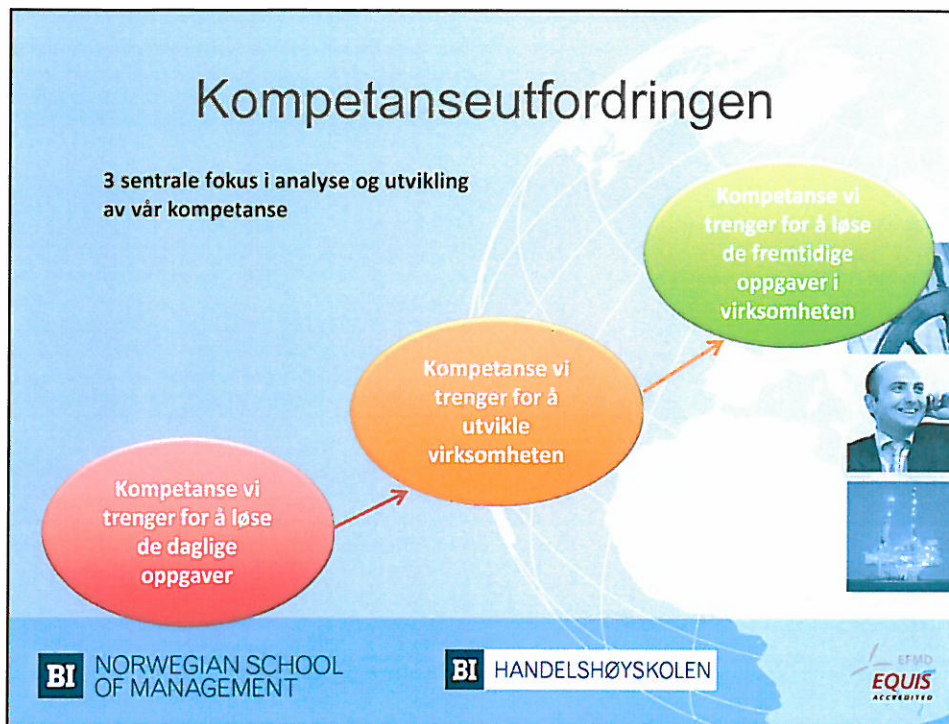 Kompetanseutfordringen
3 sentrale fokus i analyse og utvikling
av vår kompetanse
Kompetanse vi
trenger for å løse
de fremtidige
oppgaver i
virksomheten
Kompetanse vi
trenger for å
utvikle
virksomheten
Kompetanse vi
trenger for å løse
de daglige
oppgaver
BI NORWEGIAN SCHOOL
OF MANAGEMENT
BI HANDELSHØYSKOLEN
EFMD
EQUIS
ACCREDITED